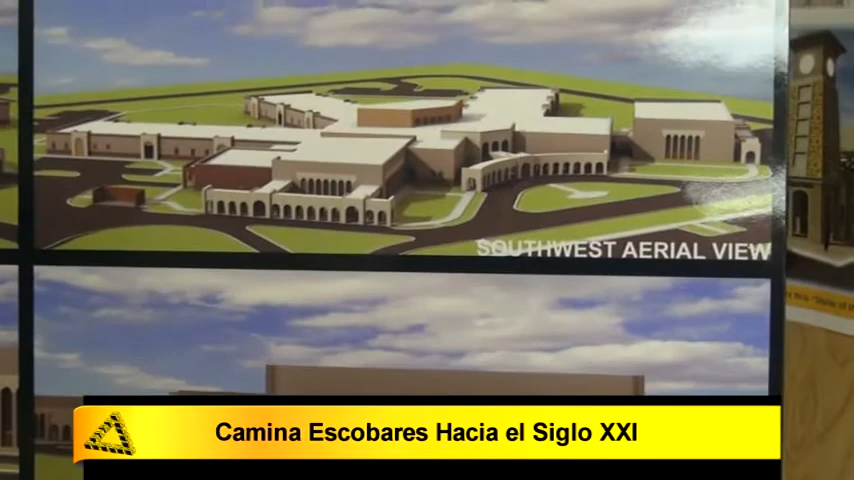 SOUTHWEST AERIAL VIEW
Camina Escobares Hacia el Siglo XXI